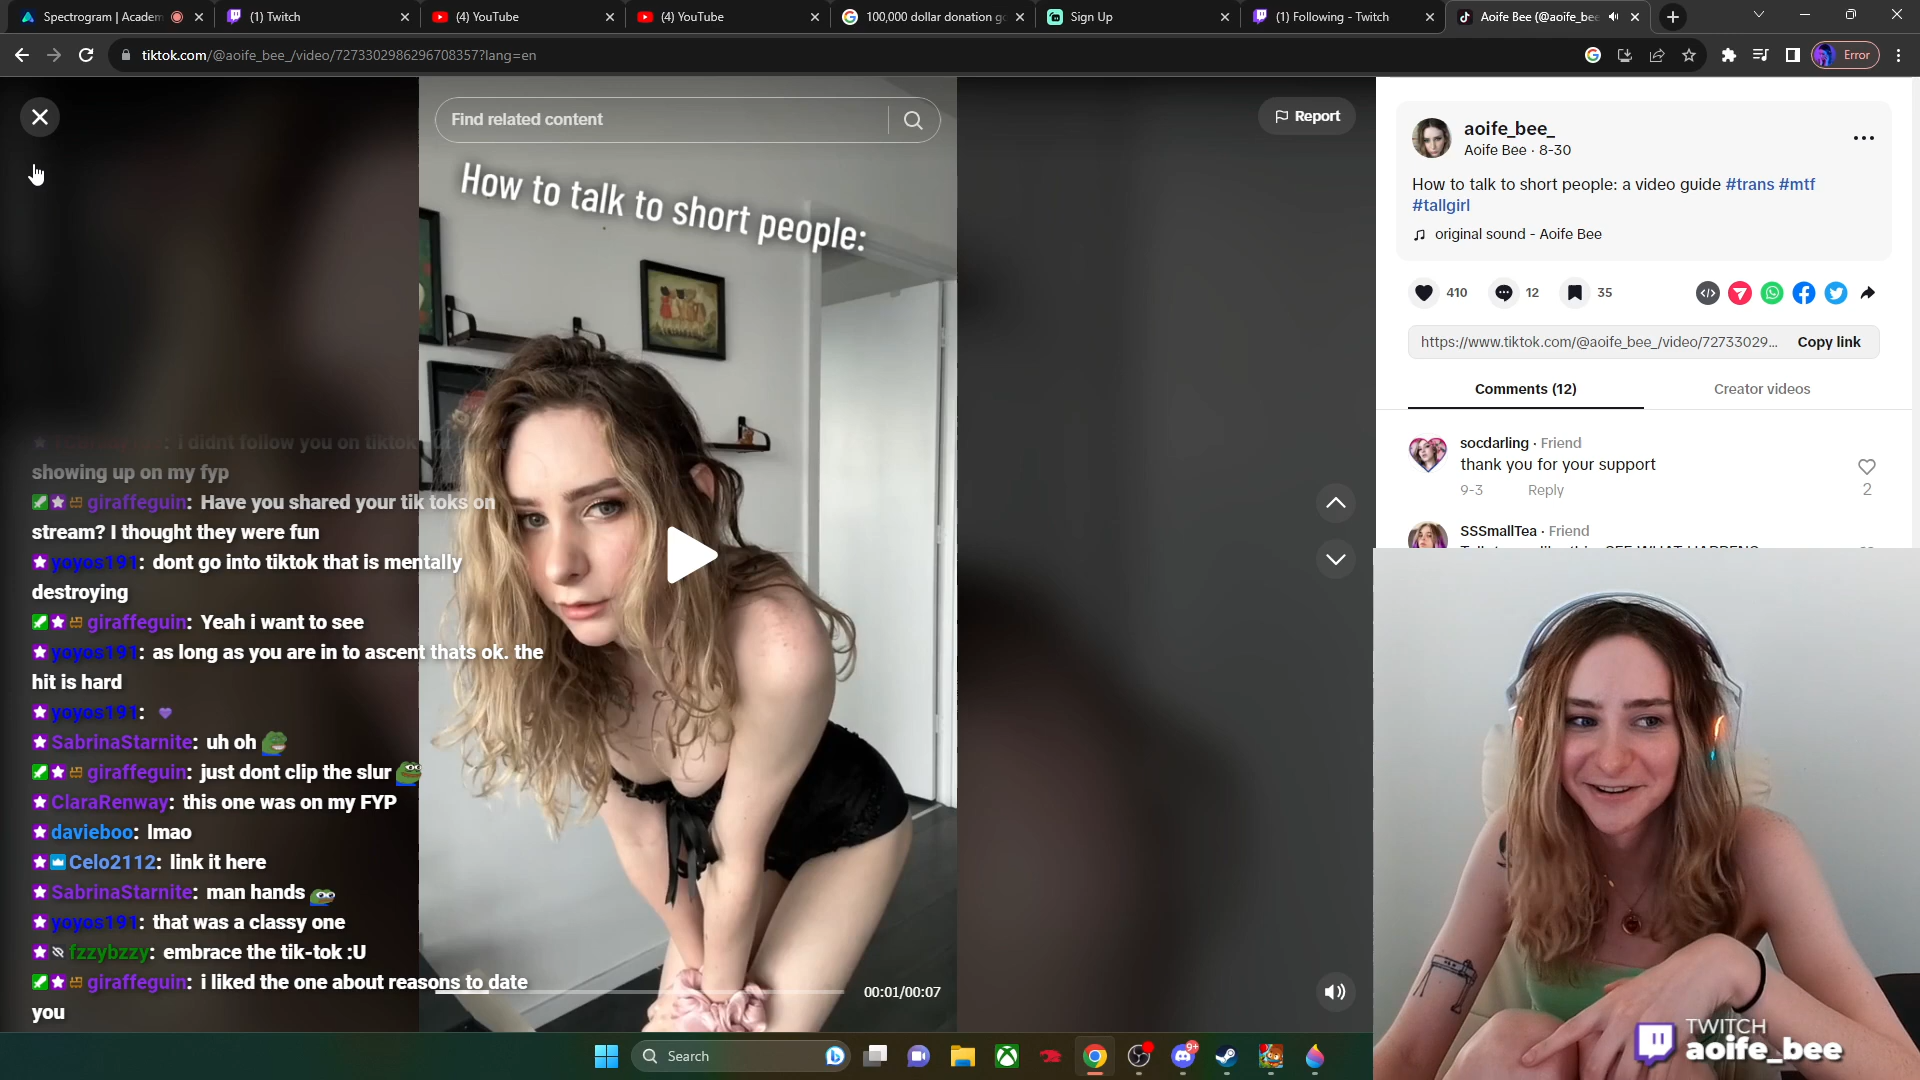 Spectrogram | Academ
(1) Twitch
(4) YouTube
(4) YouTube
100,000 dollar donation g
Sign Up
(1) Following - Twitch
Aoife Bee (@aoife_bee
tiktok.com/@aoife_bee_/video/7273302986296708357?lang=en
Error
Find related content
Report
How to talk to short people:
aoife_bee_
Aoife Bee · 8-30
How to talk to short people: a video guide #trans #mtf
#tallgirl
original sound - Aoife Bee
410
12
35
https://www.tiktok.com/@aoife_bee_/video/72733029...
Copy link
Comments (12)
Creator videos
socdarling · Friend
thank you for your support
9-3
Reply
2
SSSmallTea · Friend
i didnt follow you on tiktok
showing up on my fyp
giraffeguin: Have you shared your tik toks on
stream? I thought they were fun
yoyos191: dont go into tiktok that is mentally
destroying
giraffeguin: Yeah i want to see
yoyos191: as long as you are in to ascent thats ok. the
hit is hard
yoyos191:
SabrinaStarnite: uh oh
giraffeguin: just dont clip the slur
ClaraRenway: this one was on my FYP
davieboo: lmao
Celo2112: link it here
SabrinaStarnite: man hands
yoyos191: that was a classy one
fzzybzzy: embrace the tik-tok :U
giraffeguin: i liked the one about reasons to date
you
00:01/00:07
Search
9+
TWITCH
aoife_bee